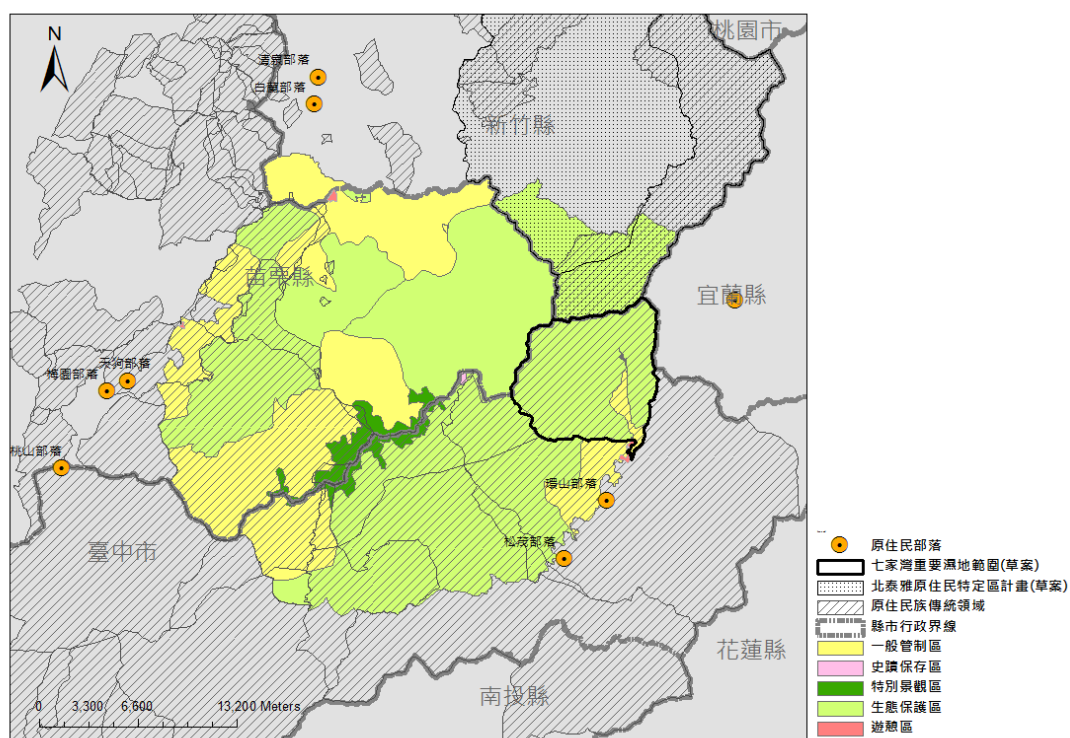 桃園市
N
清泉部落
白蘭部落
新竹縣
苗栗縣
宜蘭縣
天狗部落
梅園部落
桃山部落
環山部落
臺中市
松茂部落
花蓮縣
南投縣
0 3,300 6,600 13,200 Meters
原住民部落
七家灣重要濕地範圍(草案)
北泰雅原住民特定區計畫(草案)
原住民族傳統領域
縣市行政界線
一般管制區
史蹟保存區
特別景觀區
生態保護區
遊憩區